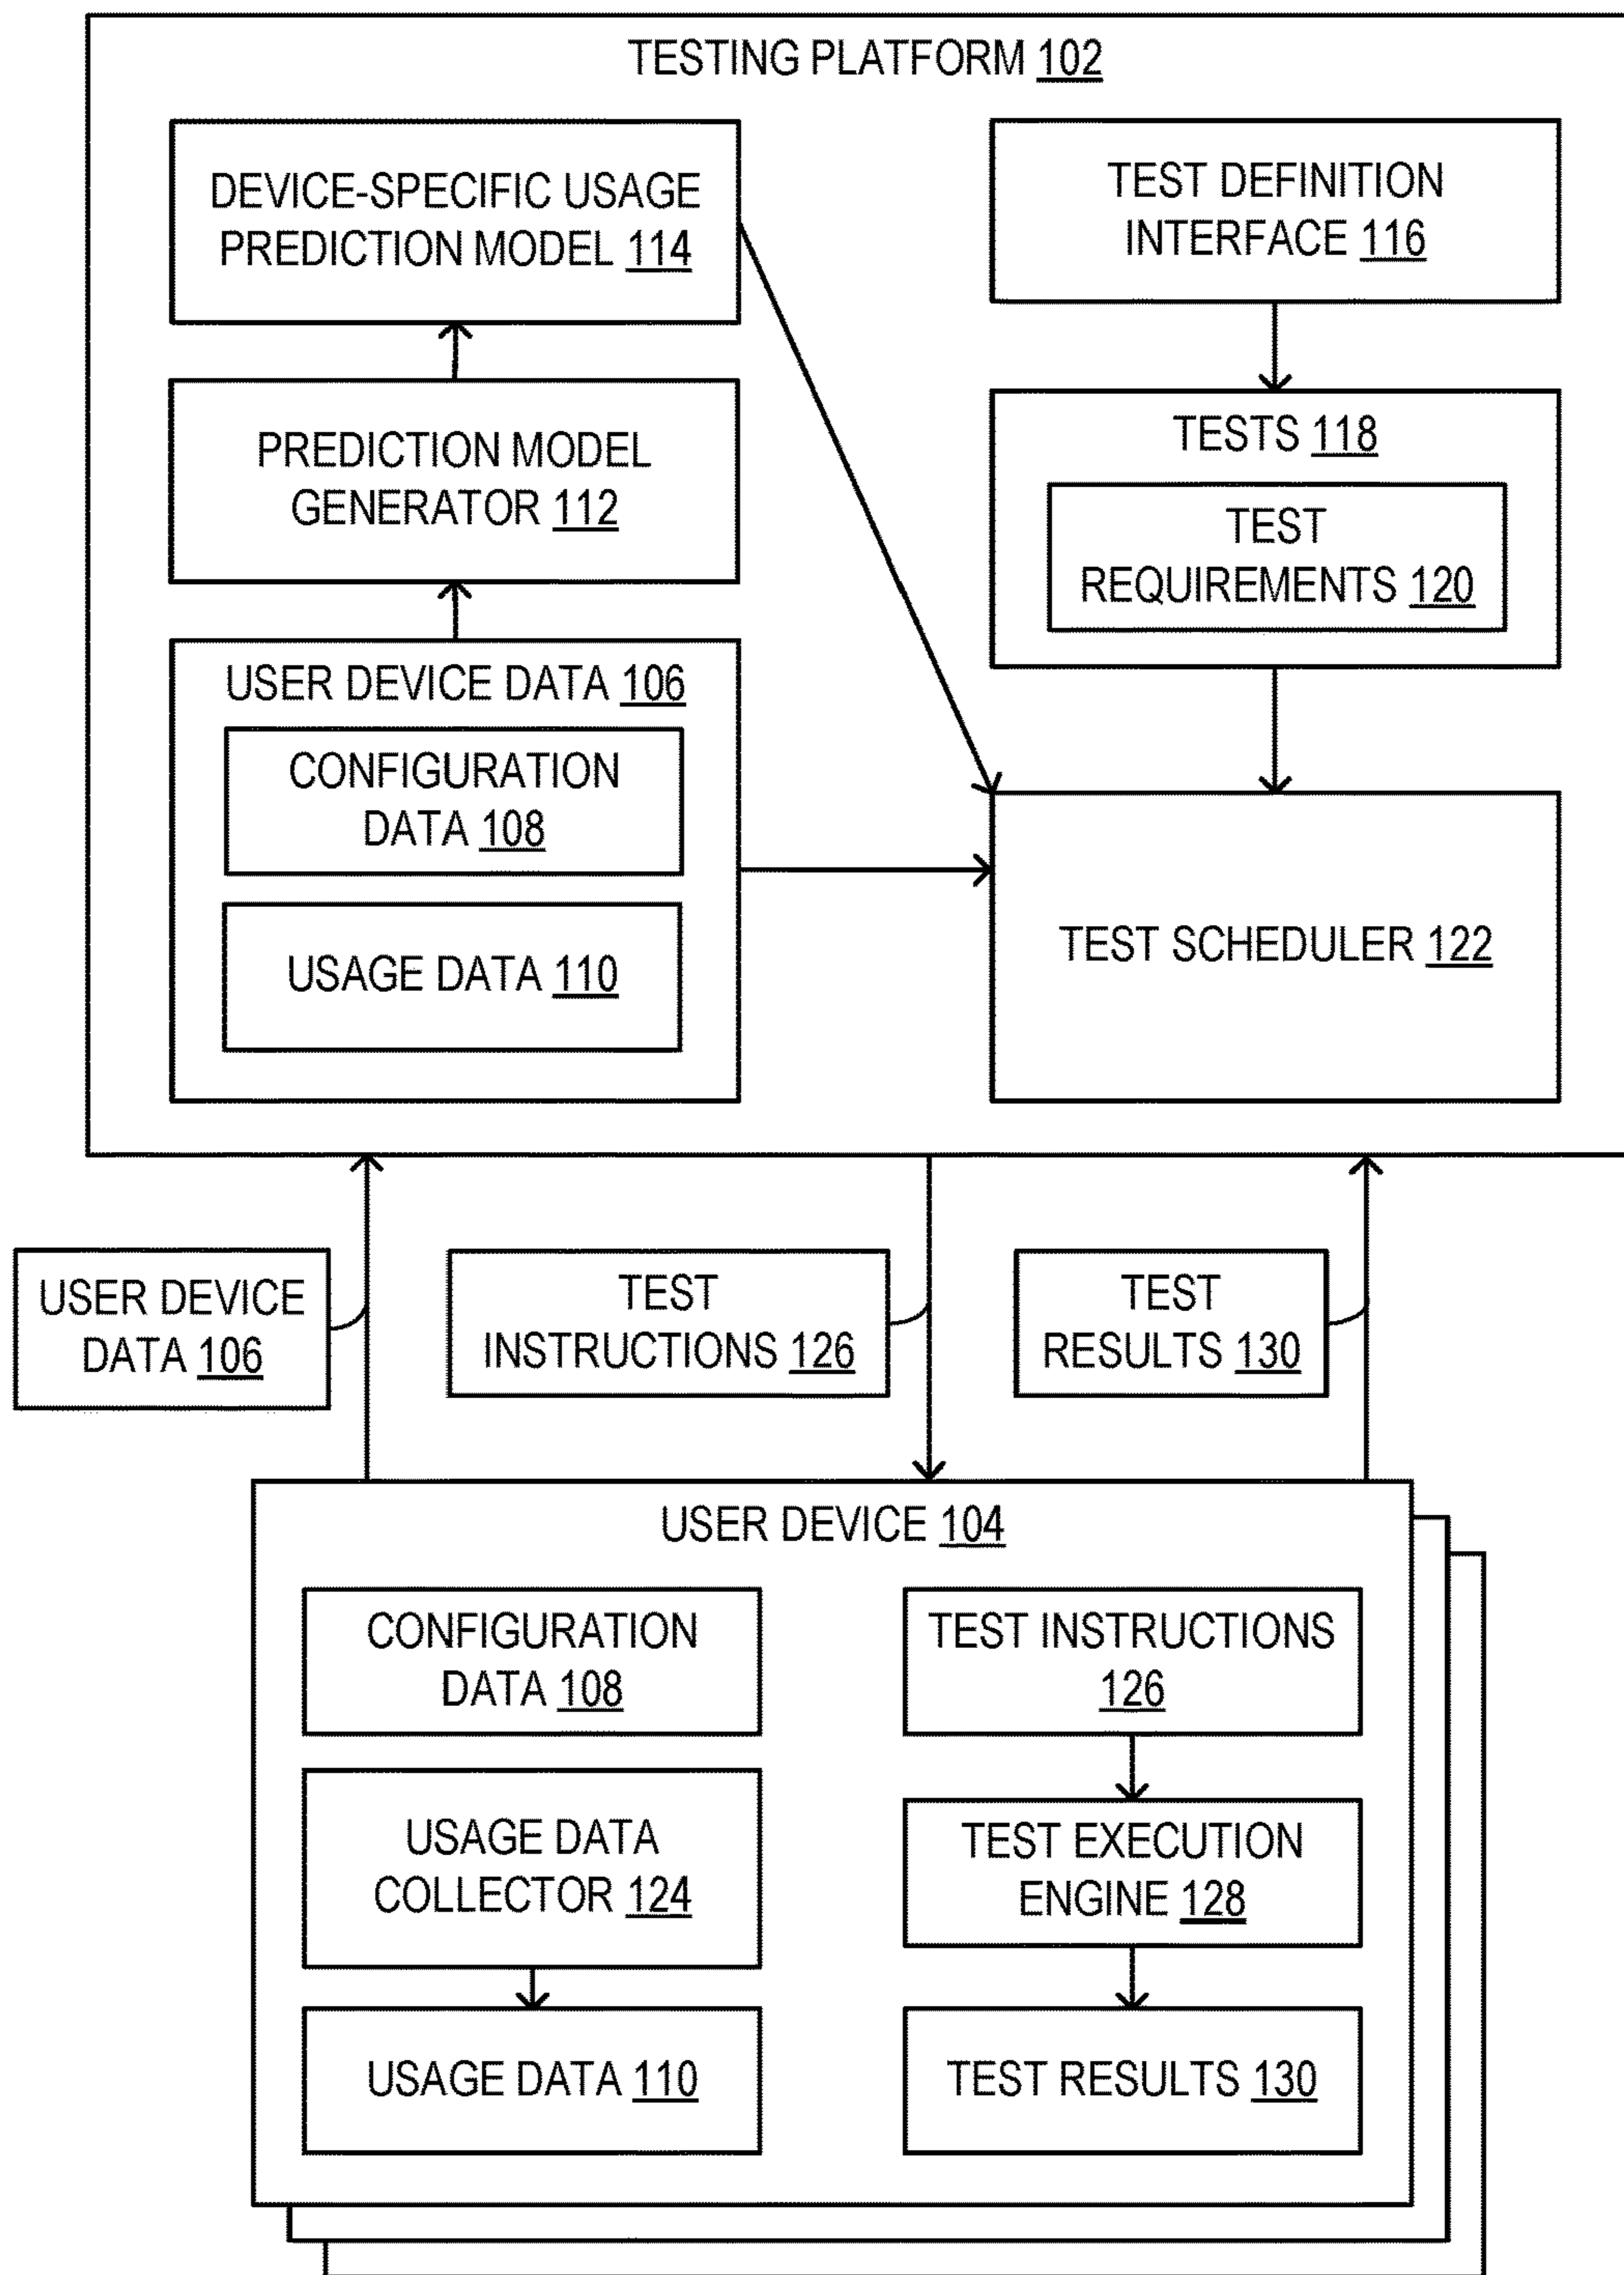 TESTING PLATFORM 102
DEVICE-SPECIFIC USAGE
PREDICTION MODEL 114
PREDICTION MODEL
GENERATOR 112
USER DEVICE DATA 106
CONFIGURATION
DATA 108
USAGE DATA 110
TEST DEFINITION
INTERFACE 116
TESTS 118
TEST
REQUIREMENTS 120
TEST SCHEDULER 122
USER DEVICE
DATA 106
TEST
INSTRUCTIONS 126
TEST
RESULTS 130
USER DEVICE 104
CONFIGURATION
DATA 108
USAGE DATA
COLLECTOR 124
USAGE DATA 110
TEST INSTRUCTIONS
126
TEST EXECUTION
ENGINE 128
TEST RESULTS 130